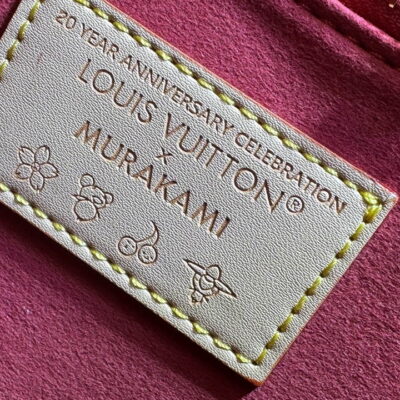 20 YEAR ANNIVERSARY CELEBRATION
LOUIS VUITTON®
×
MURAKAMI